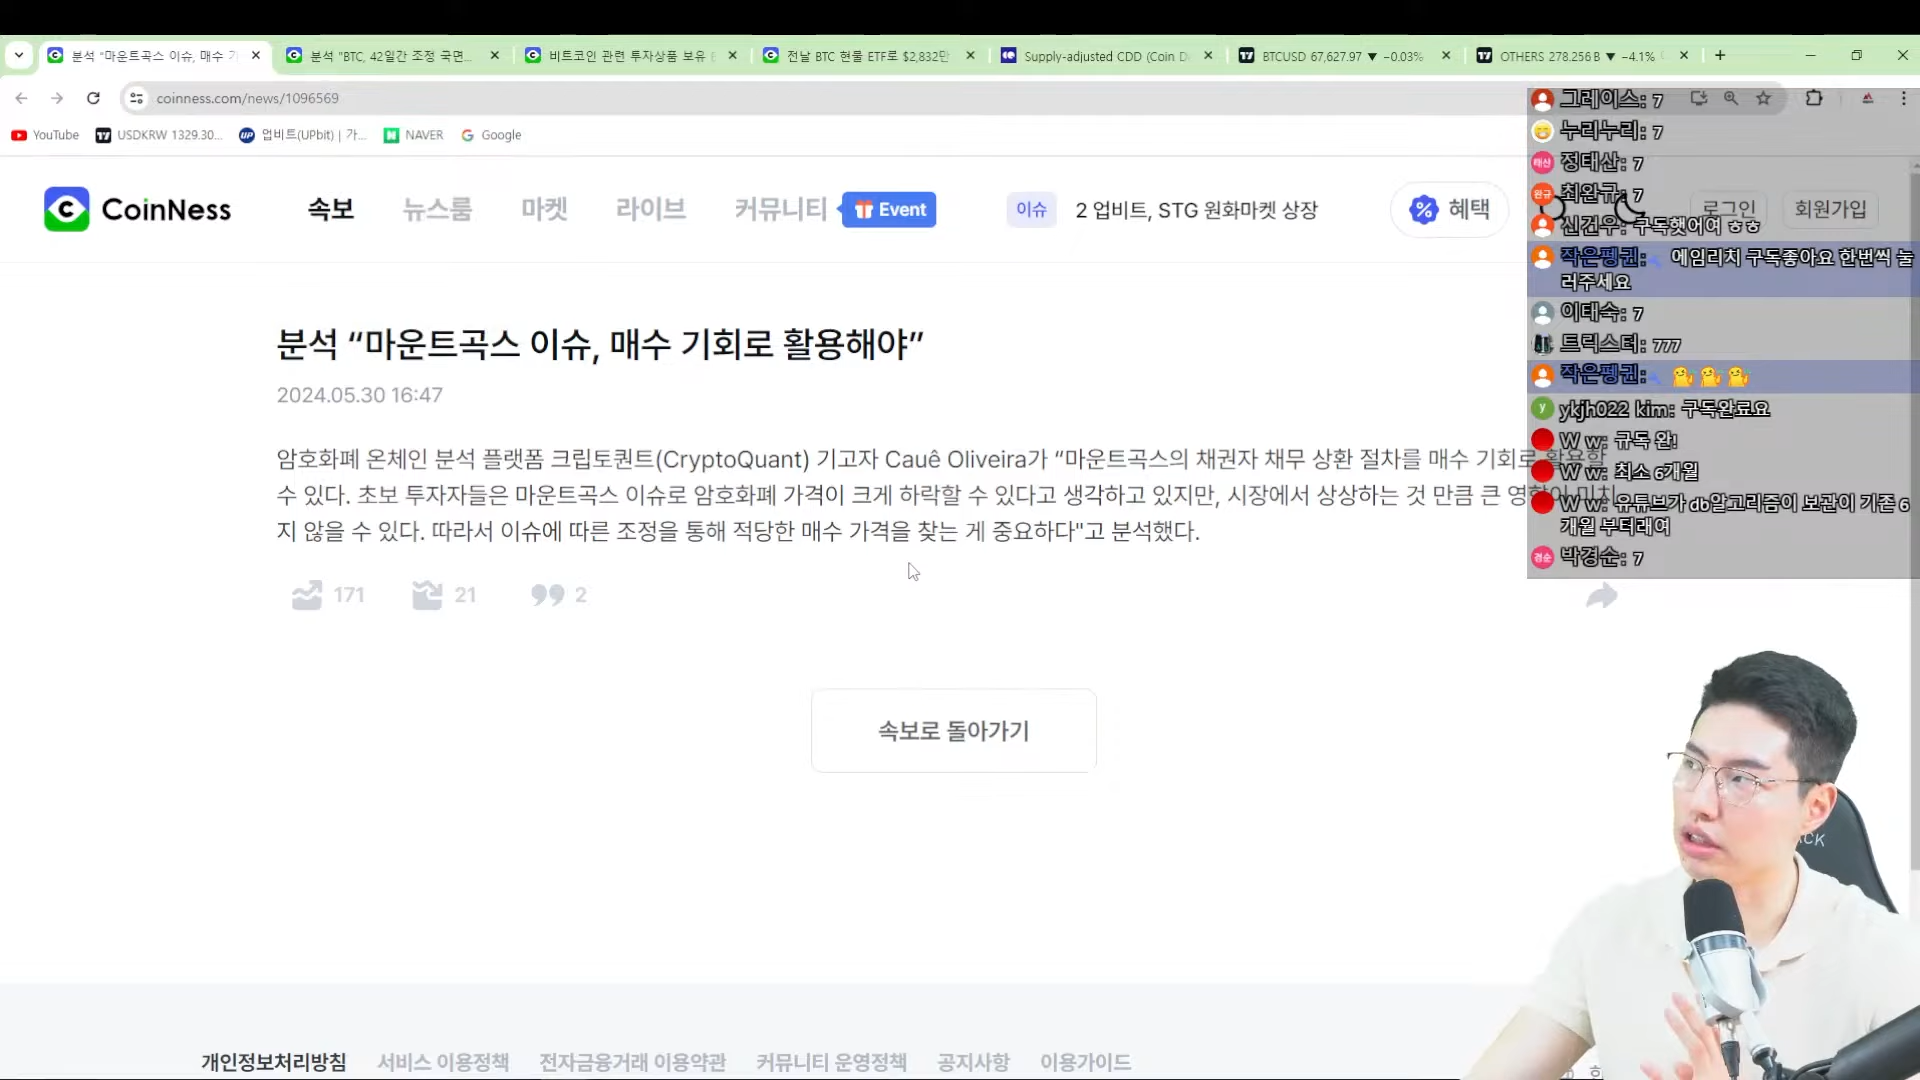 분석 "마운트곡스 이슈, 매수 기
분석 "BTC, 42일간 조정 국면...
비트코인 관련 투자상품 보유
전날 BTC 현물 ETF로 $2,832만
Supply-adjusted CDD (Coin D
BTCUSD 67,627.97 ▼ −0.03%
OTHERS 278.256B ▼ −4.1%
coinness.com/news/1096569
YouTube
USDKRW 1329.30...
업비트(UPbit) | 가...
NAVER
Google
CoinNess
속보
뉴스룸
마켓
라이브
커뮤니티
Event
이슈
2 업비트, STG 원화마켓 상장
혜택
로그인
회원가입
분석 “마운트곡스 이슈, 매수 기회로 활용해야”
2024.05.30 16:47
암호화폐 온체인 분석 플랫폼 크립토퀀트(CryptoQuant) 기고자 Cauê Oliveira가 “마운트곡스의 채권자 채무 상환 절차를 매수 기회로 활용할
수 있다. 초보 투자자들은 마운트곡스 이슈로 암호화폐 가격이 크게 하락할 수 있다고 생각하고 있지만, 시장에서 상상하는 것 만큼 큰 영향이 미치
지 않을 수 있다. 따라서 이슈에 따른 조정을 통해 적당한 매수 가격을 찾는 게 중요하다"고 분석했다.
171
21
2
속보로 돌아가기
개인정보처리방침
서비스 이용정책
전자금융거래 이용약관
커뮤니티 운영정책
공지사항
이용가이드
그레이스: 7
누리누리: 7
태산 정태산: 7
완규 최완규: 7
신건우: 구독했어여 ㅎㅎ
작은펭귄: 에임리치 구독좋아요 한번씩 눌
러주세요
이태숙: 7
트릭스터: 777
작은펭귄:
y ykjh022 kim: 구독완료요
W w: 규독 완!
W w: 최소 6개월
W w: 유튜브가 db알고리즘이 보관이 기존 6
개월 부터래여
경순 박경순: 7